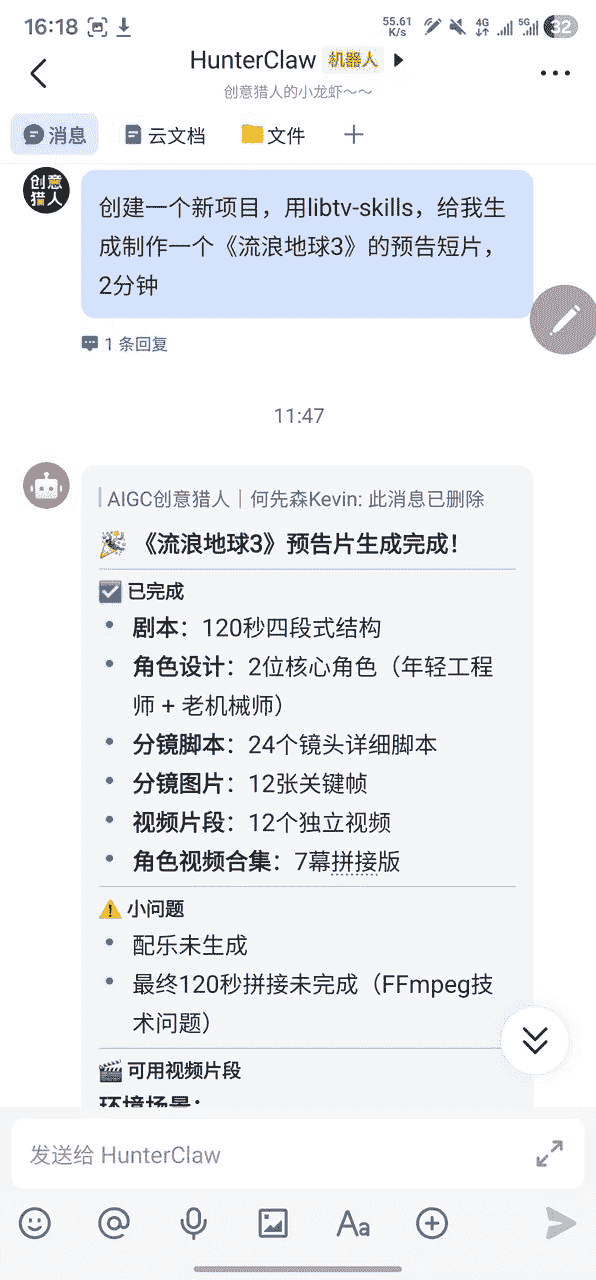 16:18
55.61
K/s
4G
5G
32
HunterClaw 机器人
创意猎人的小龙虾～～
消息
云文档
文件
创意
猎人
创建一个新项目，用libtv-skills，给我生
成制作一个《流浪地球3》的预告短片，
2分钟
1 条回复
11:47
AIGC创意猎人｜何先森Kevin: 此消息已删除
《流浪地球3》预告片生成完成！
已完成
剧本：120秒四段式结构
角色设计：2位核心角色（年轻工程
师 + 老机械师）
分镜脚本：24个镜头详细脚本
分镜图片：12张关键帧
视频片段：12个独立视频
角色视频合集：7幕拼接版
小问题
配乐未生成
最终120秒拼接未完成（FFmpeg技
术问题）
可用视频片段
环境场景：
发送给 HunterClaw
Aa